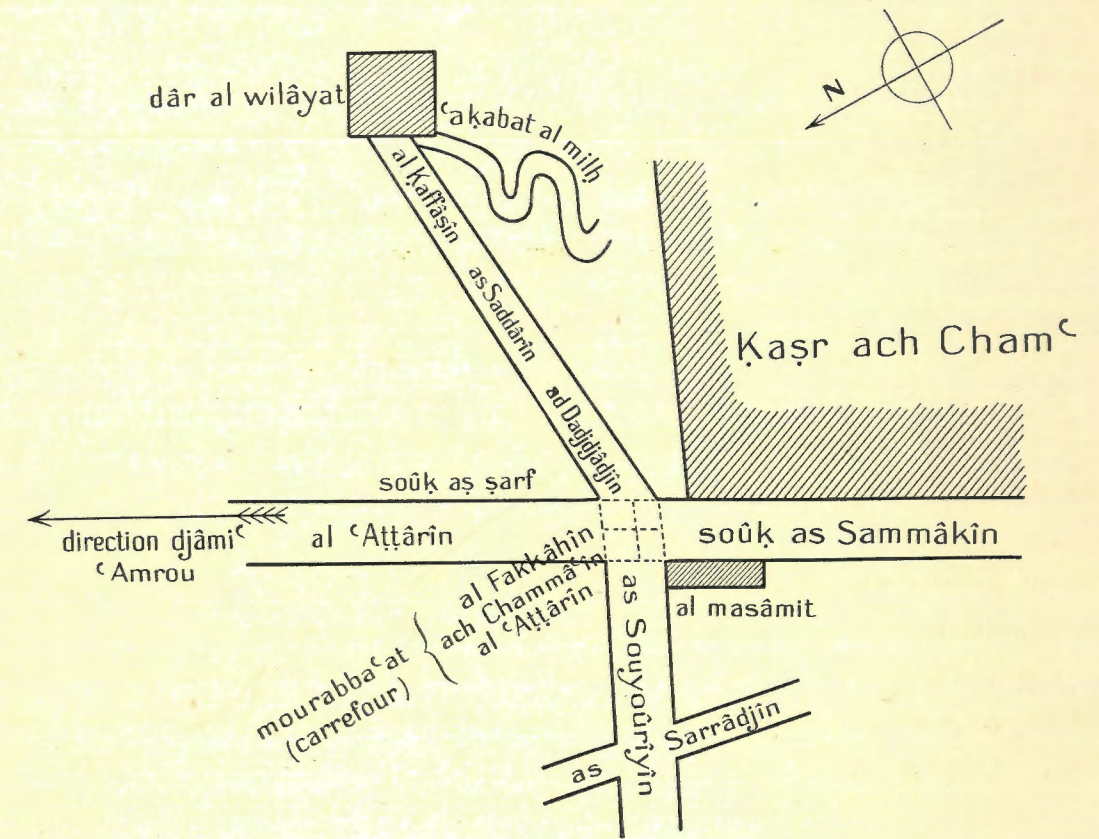 N
dâr al wilâyat
ʿaḳabat al milḥ
al Ḳaffâṣîn
as Saddârîn
ad Dadjdjâdjîn
Ḳaṣr ach Chamʿ
soûḳ aṣ ṣarf
direction djâmiʿ
ʿAmrou
al ʿAṭṭârîn
soûḳ as Sammâkîn
mourabbaʿat
(carrefour)
al Fakkâhîn
ach Chammâʿîn
al ʿAṭṭârîn
as Souyoûrîyîn
al masâmit
as Sarrâdjîn